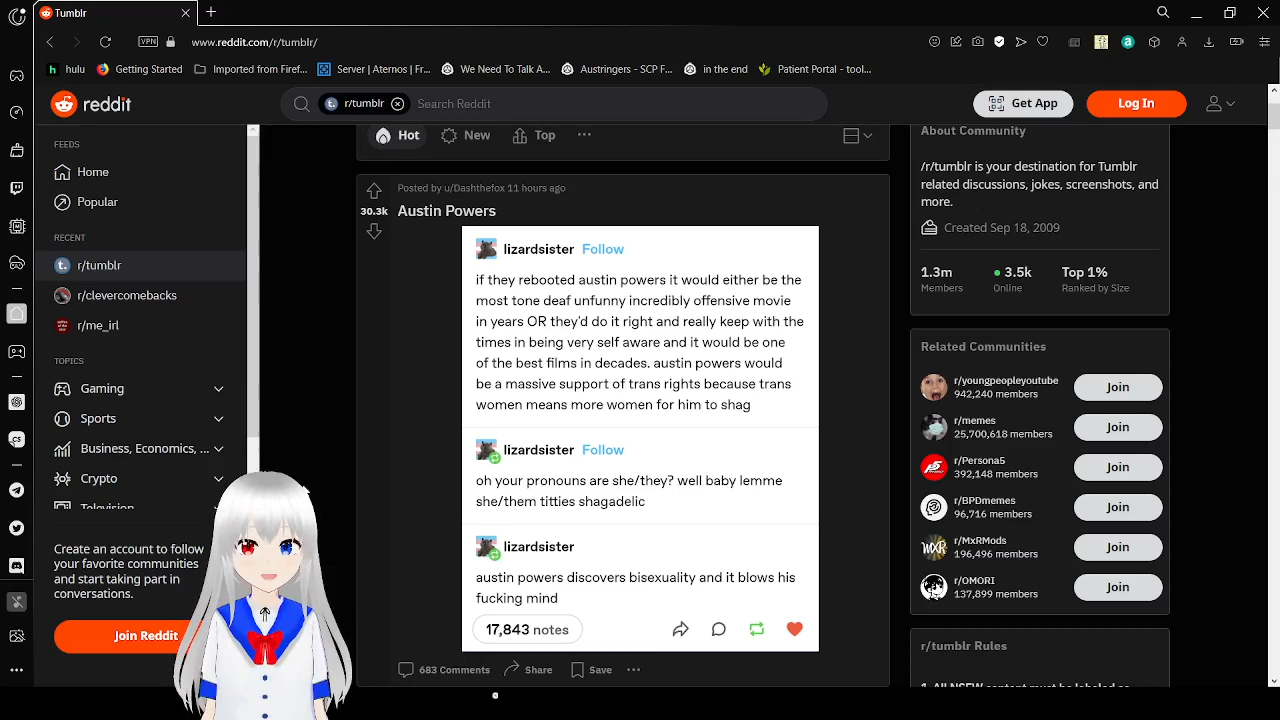 Tumblr
VPN
www.reddit.com/r/tumblr/
h hulu
Getting Started
Imported from Firef...
Server | Aternos | Fr...
We Need To Talk A...
Austringers - SCP F...
in the end
Patient Portal - tool...
reddit
r/tumblr
Search Reddit
Get App
Log In
FEEDS
Home
Popular
RECENT
r/tumblr
r/clevercomebacks
r/me_irl
TOPICS
Gaming
Sports
Business, Economics, ...
Crypto
Television
Create an account to follow
your favorite communities
and start taking part in
conversations.
Join Reddit
Hot
New
Top
...
Posted by u/Dashthefox 11 hours ago
30.3k
Austin Powers
lizardsister Follow
if they rebooted austin powers it would either be the
most tone deaf unfunny incredibly offensive movie
in years OR they'd do it right and really keep with the
times in being very self aware and it would be one
of the best films in decades. austin powers would
be a massive support of trans rights because trans
women means more women for him to shag
lizardsister Follow
oh your pronouns are she/they? well baby lemme
she/them titties shagadelic
lizardsister
austin powers discovers bisexuality and it blows his
fucking mind
17,843 notes
683 Comments
Share
Save
...
About Community
/r/tumblr is your destination for Tumblr
related discussions, jokes, screenshots, and
more.
Created Sep 18, 2009
1.3m
Members
3.5k
Online
Top 1%
Ranked by Size
Related Communities
r/youngpeopleyoutube
942,240 members
Join
r/memes
25,700,618 members
Join
r/Persona5
392,148 members
Join
r/BPDmemes
96,716 members
Join
r/MxRMods
196,496 members
Join
r/OMORI
137,899 members
Join
r/tumblr Rules
1. All NSFW content must be labeled as